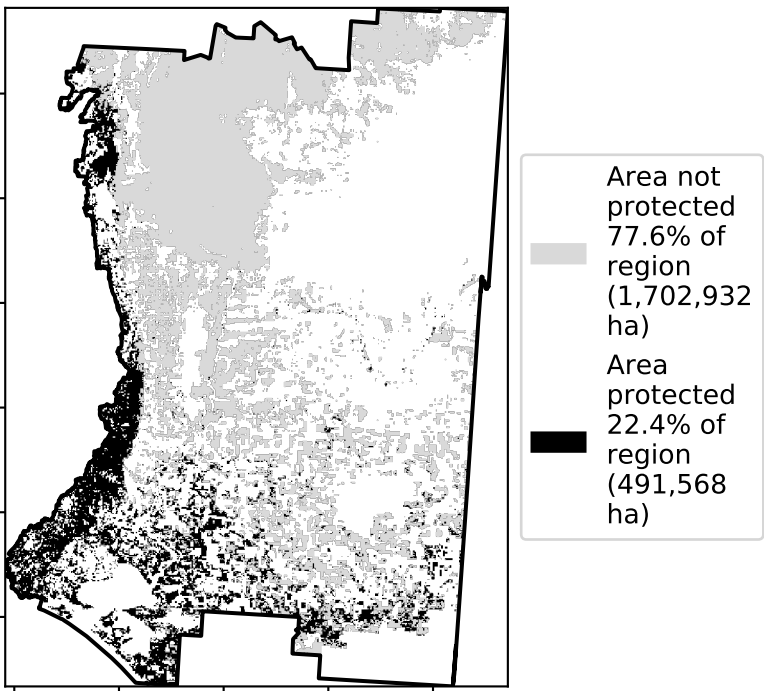 Area not
protected
77.6% of
region
(1,702,932
ha)
Area
protected
22.4% of
region
(491,568
ha)